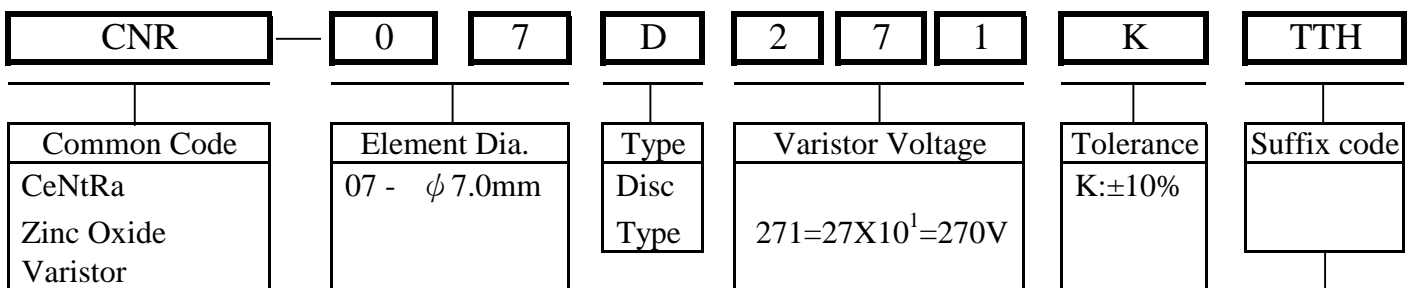 CNR — 0 7 D 2 7 1 K TTH
Common Code Element Dia. Type Varistor Voltage Tolerance Suffix code
CeNtRa 07 - ϕ 7.0mm Disc K:±10%
Zinc Oxide Type 271=27X10¹=270V
Varistor